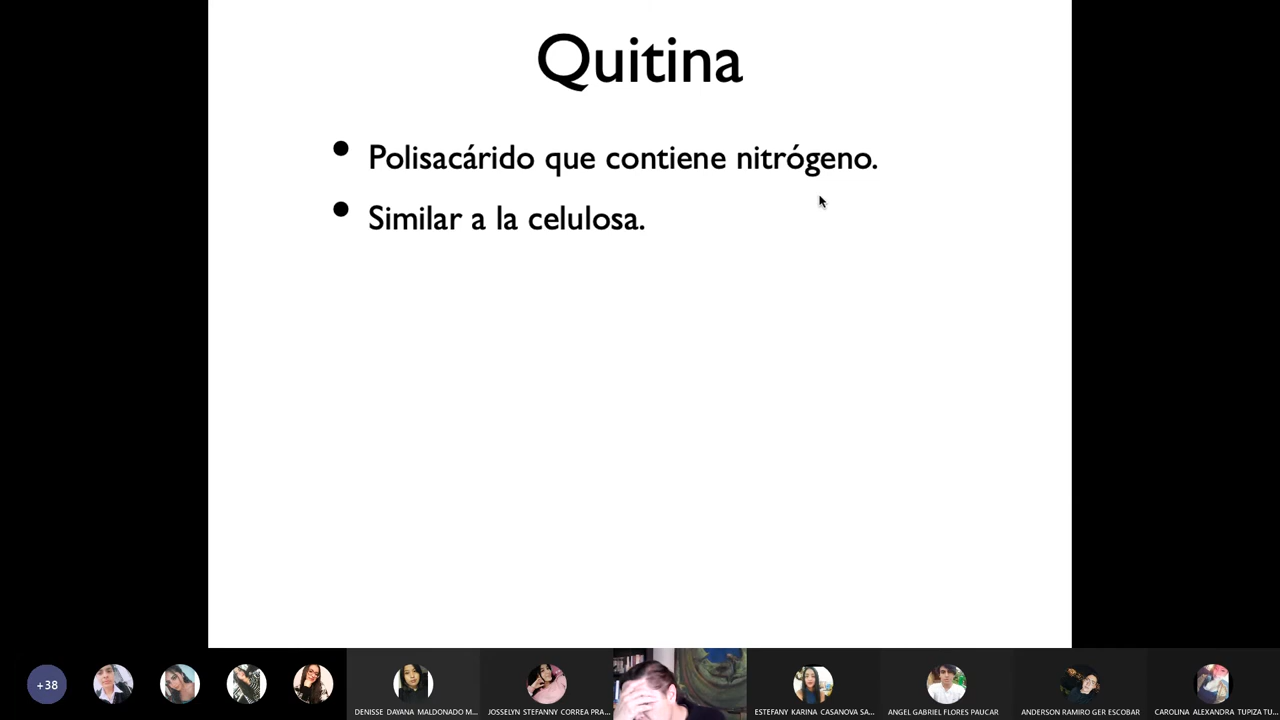 Quitina
• Polisacárido que contiene nitrógeno.
• Similar a la celulosa.
+38
DENISSE DAYANA MALDONADO M...
JOSSELYN STEFANNY CORREA PRA...
ESTEFANY KARINA CASANOVA SA...
ANGEL GABRIEL FLORES PAUCAR
ANDERSON RAMIRO GER ESCOBAR
CAROLINA ALEXANDRA TUPIZA TU...